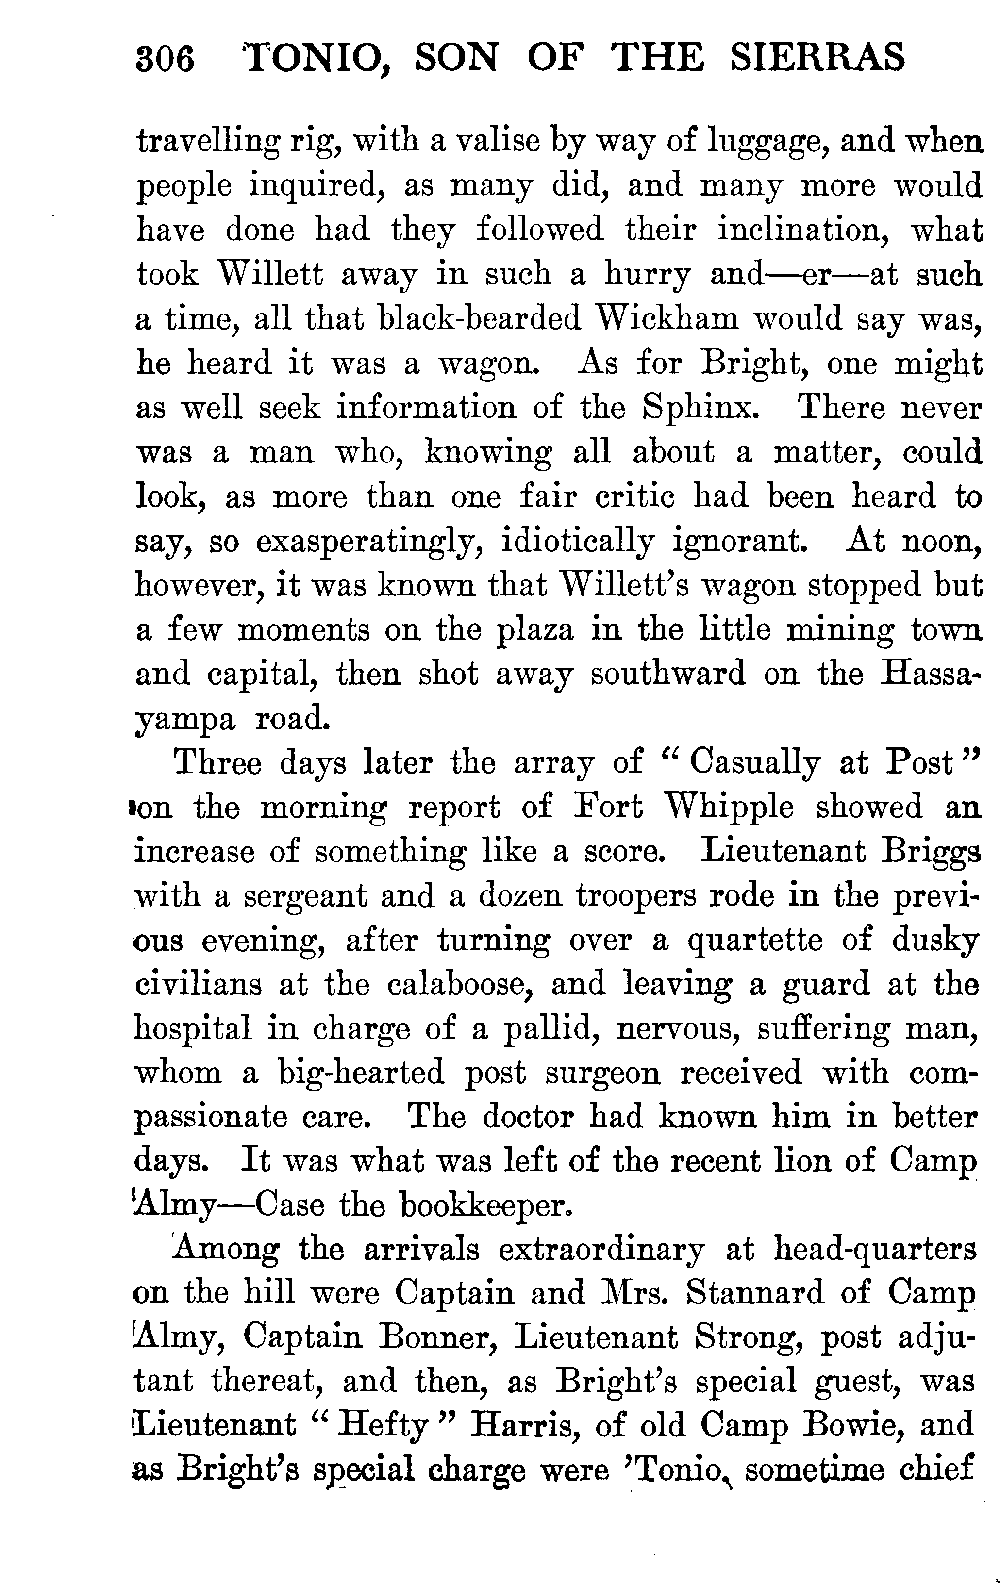 306 TONIO, SON OF THE SIERRAS
travelling rig, with a valise by way of luggage, and when
people inquired, as many did, and many more would
have done had they followed their inclination, what
took Willett away in such a hurry and—er—at such
a time, all that black-bearded Wickham would say was,
he heard it was a wagon. As for Bright, one might
as well seek information of the Sphinx. There never
was a man who, knowing all about a matter, could
look, as more than one fair critic had been heard to
say, so exasperatingly, idiotically ignorant. At noon,
however, it was known that Willett's wagon stopped but
a few moments on the plaza in the little mining town
and capital, then shot away southward on the Hassa-
yampa road.
Three days later the array of “ Casually at Post ”
on the morning report of Fort Whipple showed an
increase of something like a score. Lieutenant Briggs
with a sergeant and a dozen troopers rode in the previ-
ous evening, after turning over a quartette of dusky
civilians at the calaboose, and leaving a guard at the
hospital in charge of a pallid, nervous, suffering man,
whom a big-hearted post surgeon received with com-
passionate care. The doctor had known him in better
days. It was what was left of the recent lion of Camp
Almy—Case the bookkeeper.
Among the arrivals extraordinary at head-quarters
on the hill were Captain and Mrs. Stannard of Camp
Almy, Captain Bonner, Lieutenant Strong, post adju-
tant thereat, and then, as Bright's special guest, was
Lieutenant “ Hefty ” Harris, of old Camp Bowie, and
as Bright's special charge were ’Tonio, sometime chief